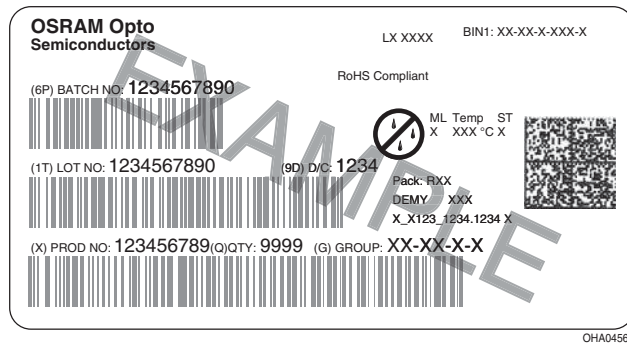 OSRAM Opto
Semiconductors
LX XXXX
BIN1: XX-XX-X-XXX-X
RoHS Compliant
(6P) BATCH NO: 1234567890
ML Temp ST
X XXX °C X
(1T) LOT NO: 1234567890
(9D) D/C: 1234
Pack: RXX
DEMY XXX
X_X123_1234.1234 X
(X) PROD NO: 123456789(Q)QTY: 9999 (G) GROUP: XX-XX-X-X
EXAMPLE
OHA04563